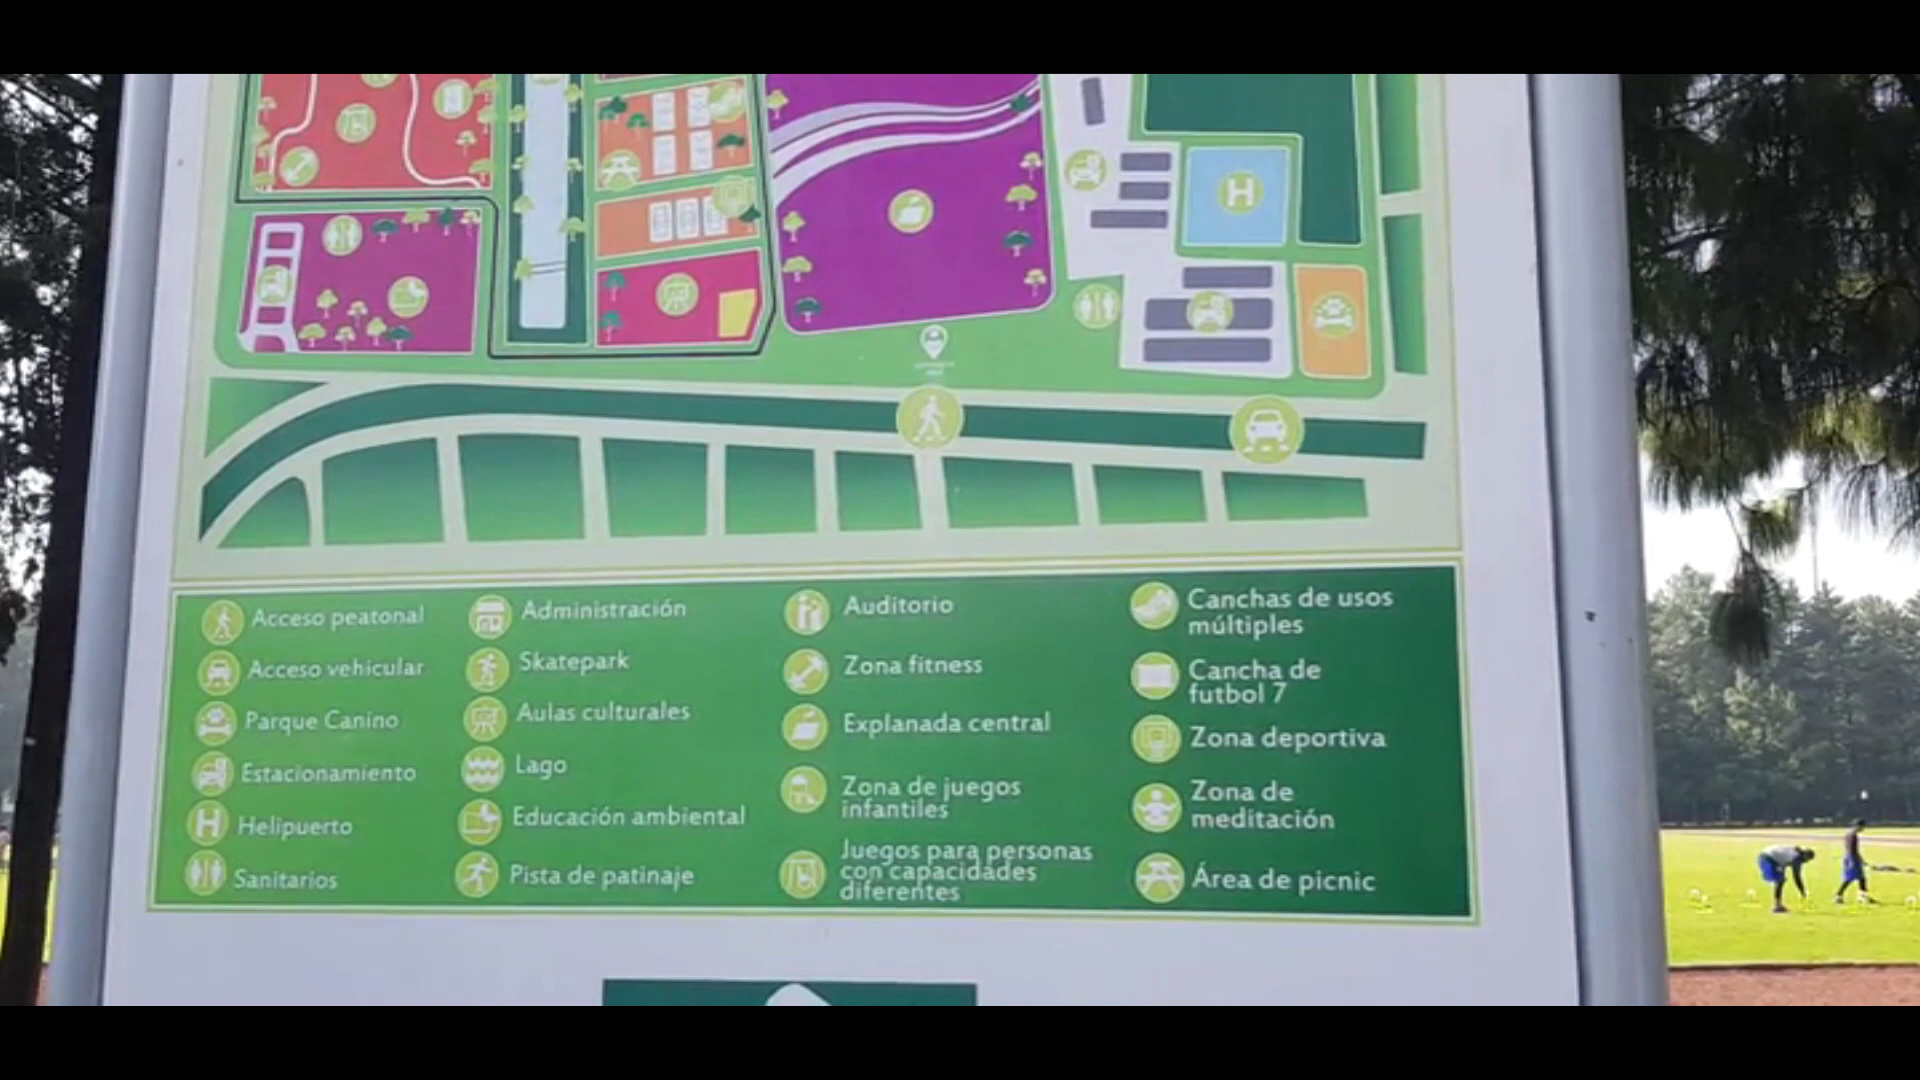 H
Acceso peatonal
Acceso vehicular
Parque Canino
Estacionamiento
H Helipuerto
Sanitarios
Administración
Skatepark
Aulas culturales
Lago
Educación ambiental
Pista de patinaje
Auditorio
Zona fitness
Explanada central
Zona de juegos
infantiles
Juegos para personas
con capacidades
diferentes
Canchas de usos
múltiples
Cancha de
futbol 7
Zona deportiva
Zona de
meditación
Área de picnic